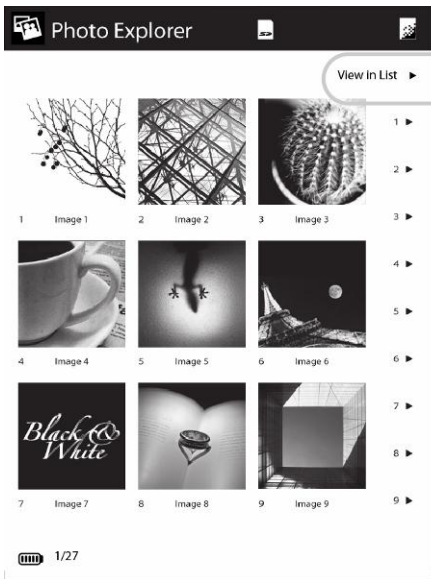 Photo Explorer
View in List
1 Image 1
2 Image 2
3 Image 3
1
2
3
4 Image 4
5 Image 5
6 Image 6
4
5
6
Black &
White
7 Image 7
8 Image 8
9 Image 9
7
8
9
1/27